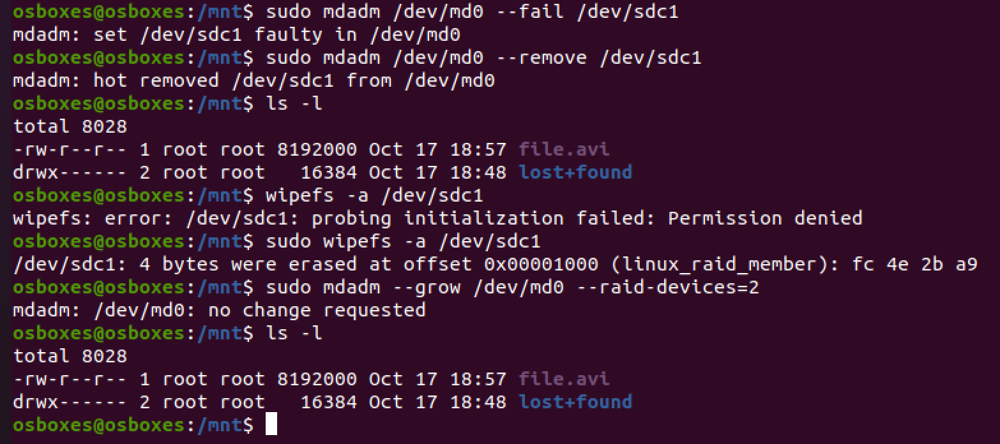 osboxes@osboxes:/mnt$ sudo mdadm /dev/md0 --fail /dev/sdc1
mdadm: set /dev/sdc1 faulty in /dev/md0
osboxes@osboxes:/mnt$ sudo mdadm /dev/md0 --remove /dev/sdc1
mdadm: hot removed /dev/sdc1 from /dev/md0
osboxes@osboxes:/mnt$ ls -l
total 8028
-rw-r--r-- 1 root root 8192000 Oct 17 18:57 file.avi
drwx------ 2 root root   16384 Oct 17 18:48 lost+found
osboxes@osboxes:/mnt$ wipefs -a /dev/sdc1
wipefs: error: /dev/sdc1: probing initialization failed: Permission denied
osboxes@osboxes:/mnt$ sudo wipefs -a /dev/sdc1
/dev/sdc1: 4 bytes were erased at offset 0x00001000 (linux_raid_member): fc 4e 2b a9
osboxes@osboxes:/mnt$ sudo mdadm --grow /dev/md0 --raid-devices=2
mdadm: /dev/md0: no change requested
osboxes@osboxes:/mnt$ ls -l
total 8028
-rw-r--r-- 1 root root 8192000 Oct 17 18:57 file.avi
drwx------ 2 root root   16384 Oct 17 18:48 lost+found
osboxes@osboxes:/mnt$